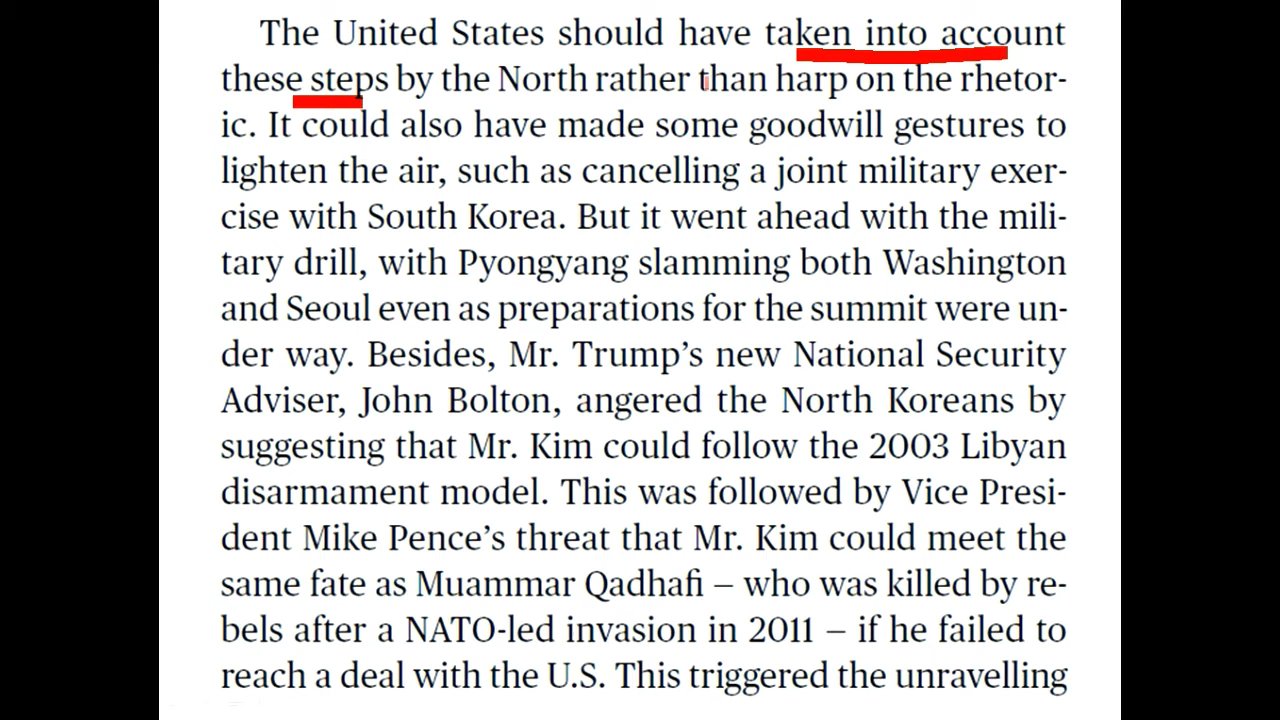 The United States should have taken into account
these steps by the North rather than harp on the rhetor-
ic. It could also have made some goodwill gestures to
lighten the air, such as cancelling a joint military exer-
cise with South Korea. But it went ahead with the mili-
tary drill, with Pyongyang slamming both Washington
and Seoul even as preparations for the summit were un-
der way. Besides, Mr. Trump’s new National Security
Adviser, John Bolton, angered the North Koreans by
suggesting that Mr. Kim could follow the 2003 Libyan
disarmament model. This was followed by Vice Presi-
dent Mike Pence’s threat that Mr. Kim could meet the
same fate as Muammar Qadhafi – who was killed by re-
bels after a NATO-led invasion in 2011 – if he failed to
reach a deal with the U.S. This triggered the unravelling